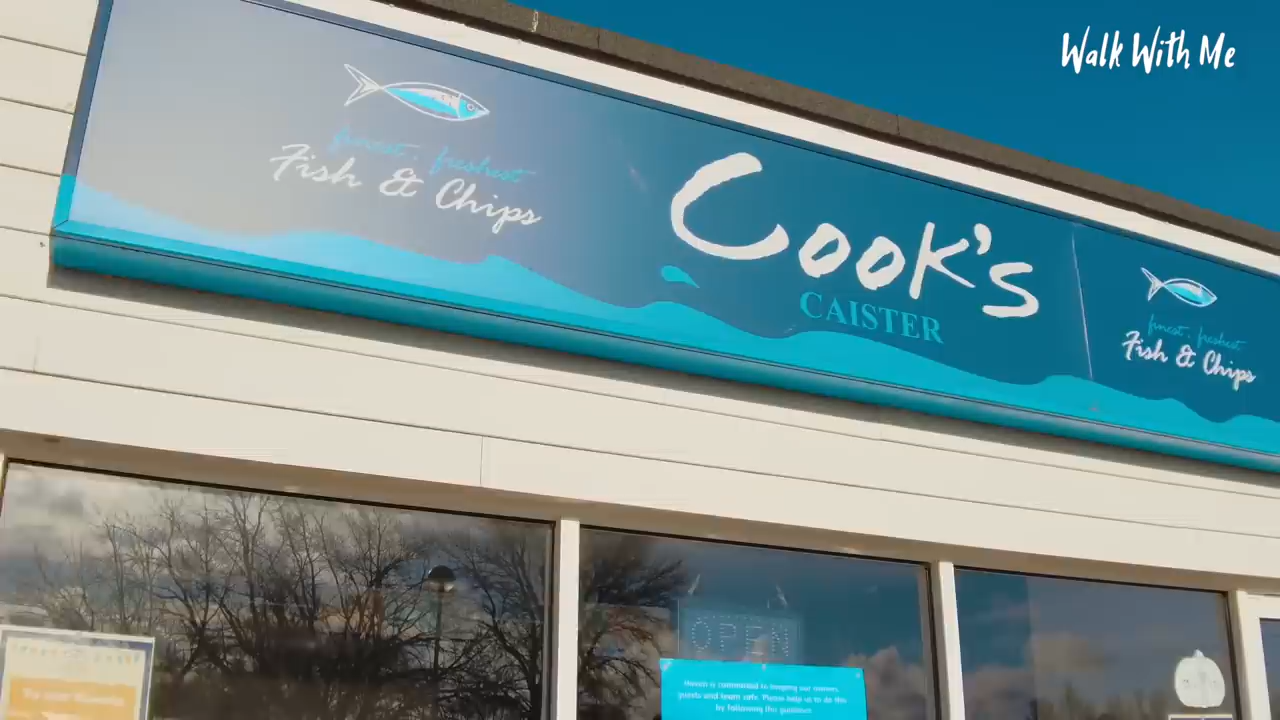 Walk With Me
finest. freshest
Fish & Chips
Cook's
CAISTER
finest. freshest
Fish & Chips
OPEN
Haven is committed to keeping our owners,
guests and team safe. Please help us to do this
by following this guidance